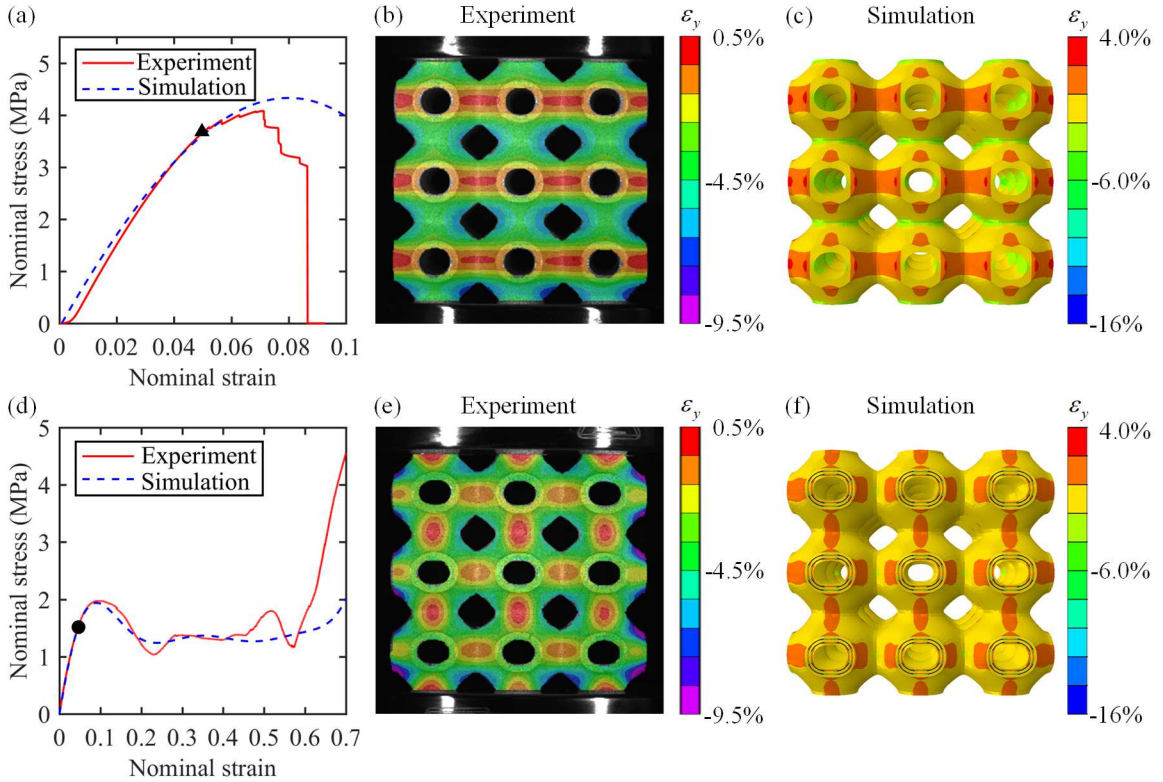 (a)
(b) Experiment
ε_y
(c) Simulation
ε_y
Nominal stress (MPa)
5
4
3
2
1
0
Experiment
Simulation
0 0.02 0.04 0.06 0.08 0.1
Nominal strain
0.5%
-4.5%
-9.5%
4.0%
-6.0%
-16%
(d)
(e) Experiment
ε_y
(f) Simulation
ε_y
Nominal stress (MPa)
5
4
3
2
1
0
Experiment
Simulation
0 0.1 0.2 0.3 0.4 0.5 0.6 0.7
Nominal strain
0.5%
-4.5%
-9.5%
4.0%
-6.0%
-16%